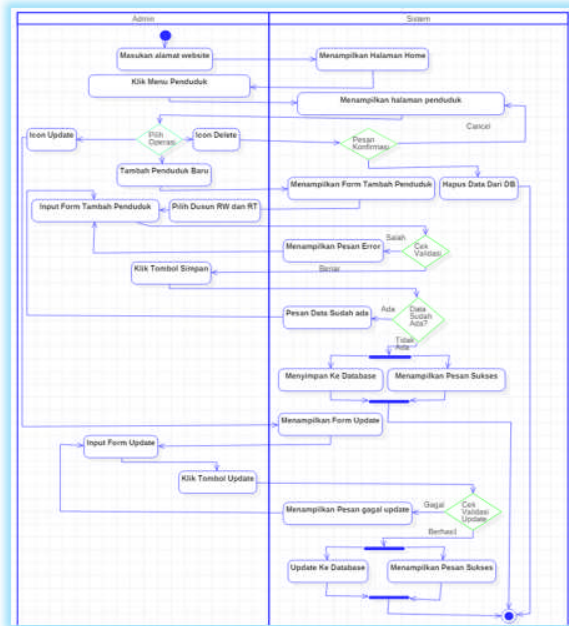 Admin
Sistem
Masukan alamat website
Menampilkan Halaman Home
Klik Menu Penduduk
Menampilkan halaman penduduk
Cancel
Icon Update
Pilih
Operasi
Icon Delete
Pesan
Konfirmasi
Tambah Penduduk Baru
Menampilkan Form Tambah Penduduk
Hapus Data Dari DB
Input Form Tambah Penduduk
Pilih Dusun RW dan RT
Salah
Cek
Validasi
Menampilkan Pesan Error
Benar
Klik Tombol Simpan
Pesan Data Sudah ada
Ada
Data
Sudah
Ada?
Tidak
Ada
Menyimpan Ke Database
Menampilkan Pesan Sukses
Menampilkan Form Update
Input Form Update
Klik Tombol Update
Menampilkan Pesan gagal update
Gagal
Cek
Validasi
Update
Berhasil
Update Ke Database
Menampilkan Pesan Sukses